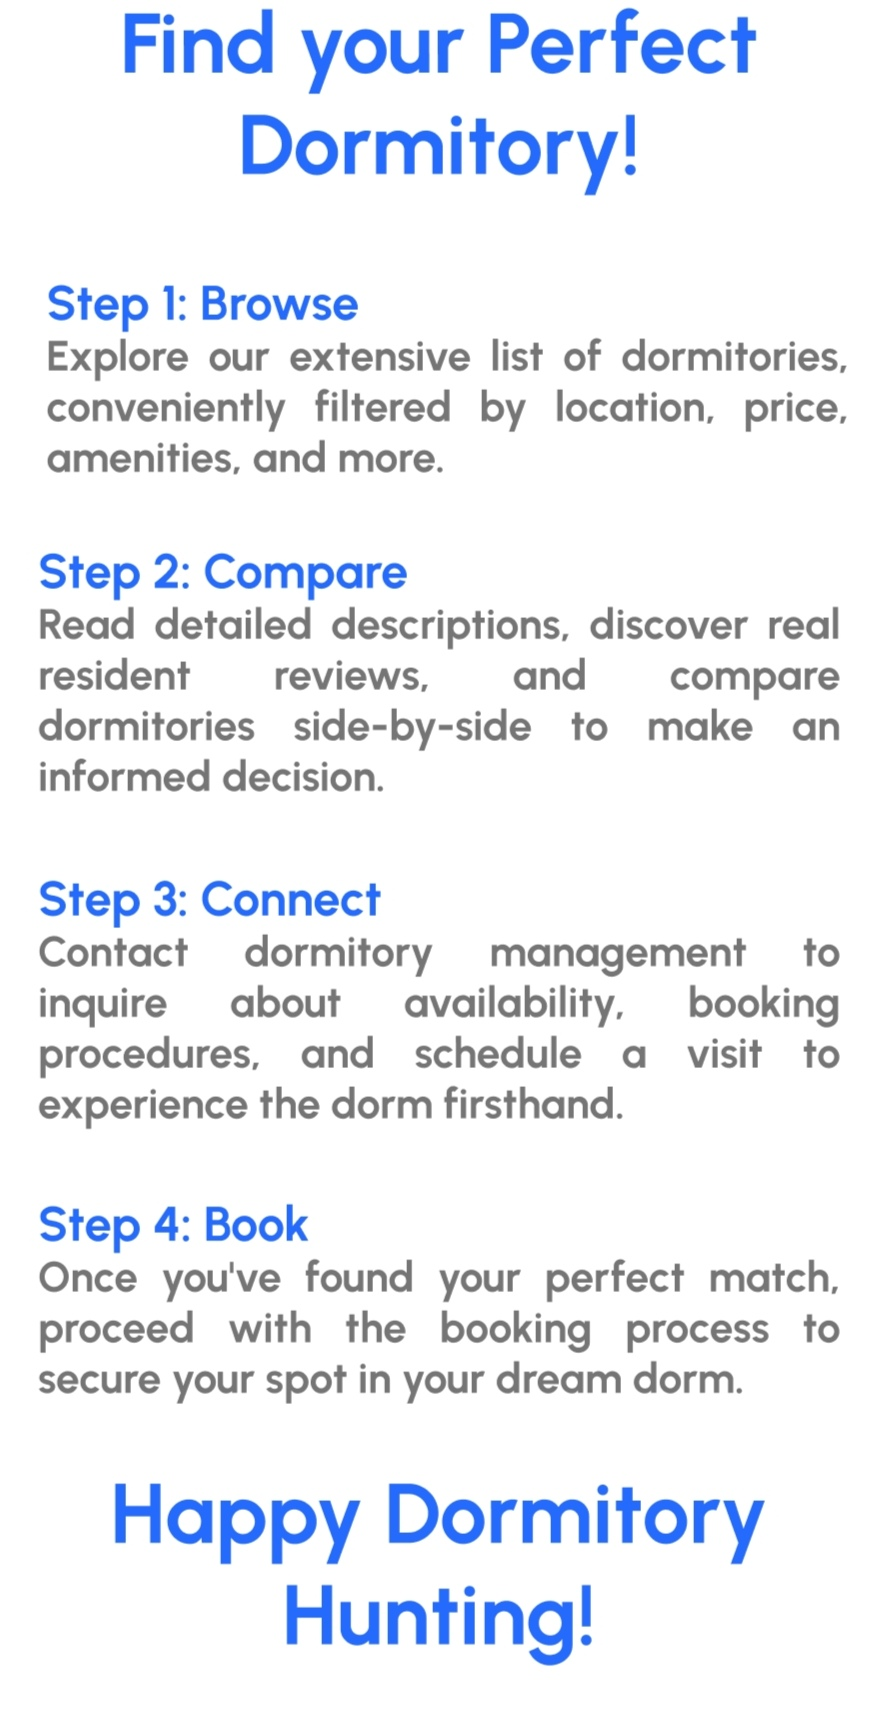 Find your Perfect
Dormitory!
Step 1: Browse
Explore our extensive list of dormitories,
conveniently filtered by location, price,
amenities, and more.
Step 2: Compare
Read detailed descriptions, discover real
resident reviews, and compare
dormitories side-by-side to make an
informed decision.
Step 3: Connect
Contact dormitory management to
inquire about availability, booking
procedures, and schedule a visit to
experience the dorm firsthand.
Step 4: Book
Once you've found your perfect match,
proceed with the booking process to
secure your spot in your dream dorm.
Happy Dormitory
Hunting!